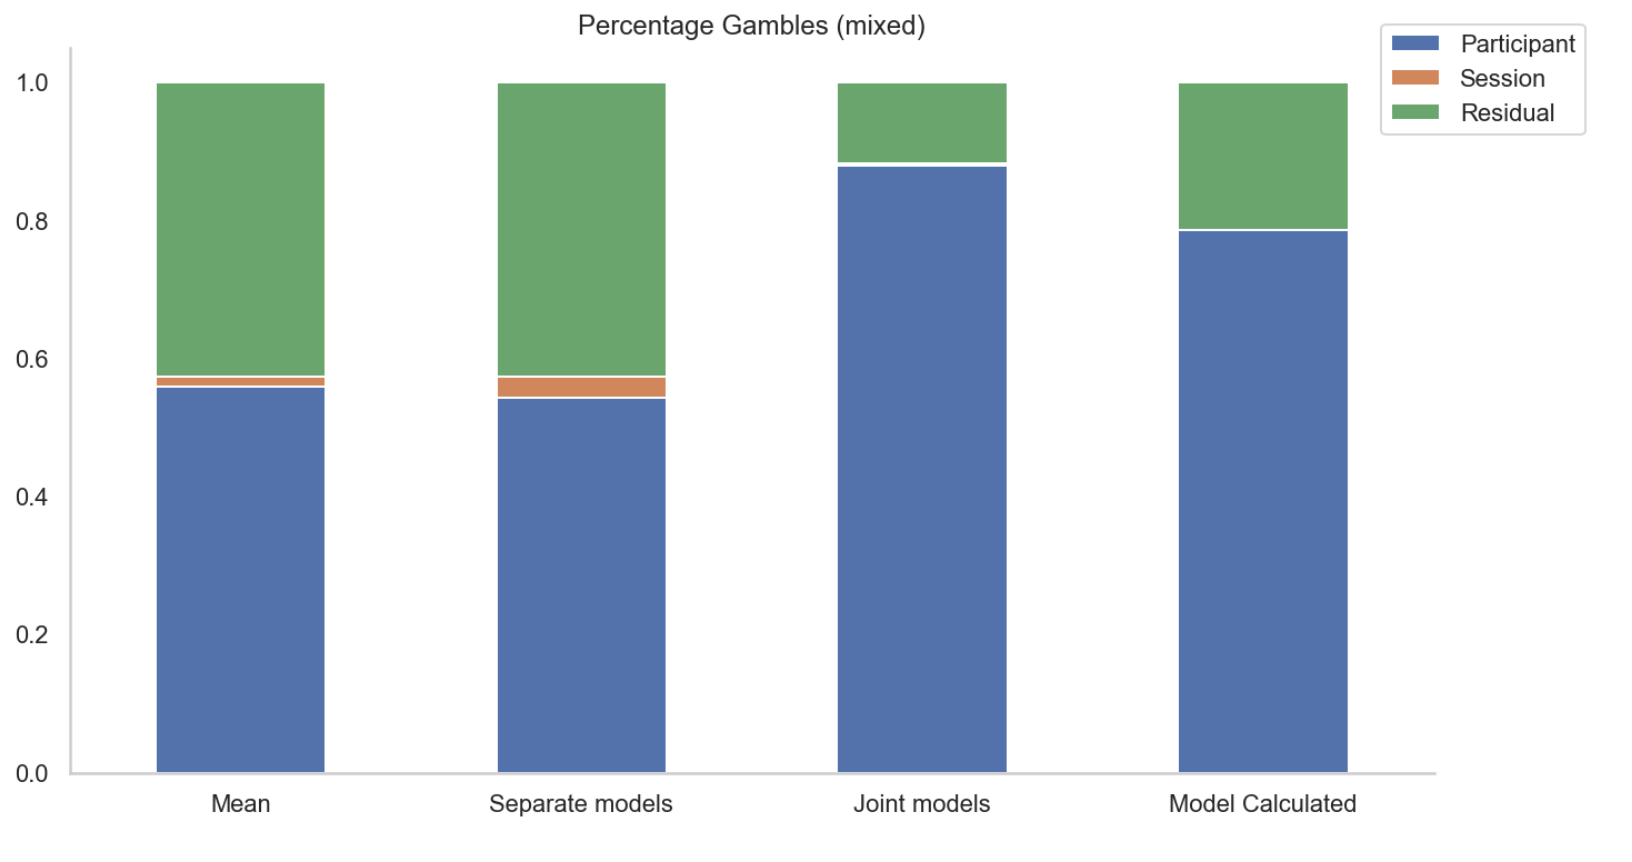 Percentage Gambles (mixed)
Participant
Session
Residual
1.0
0.8
0.6
0.4
0.2
0.0
Mean
Separate models
Joint models
Model Calculated